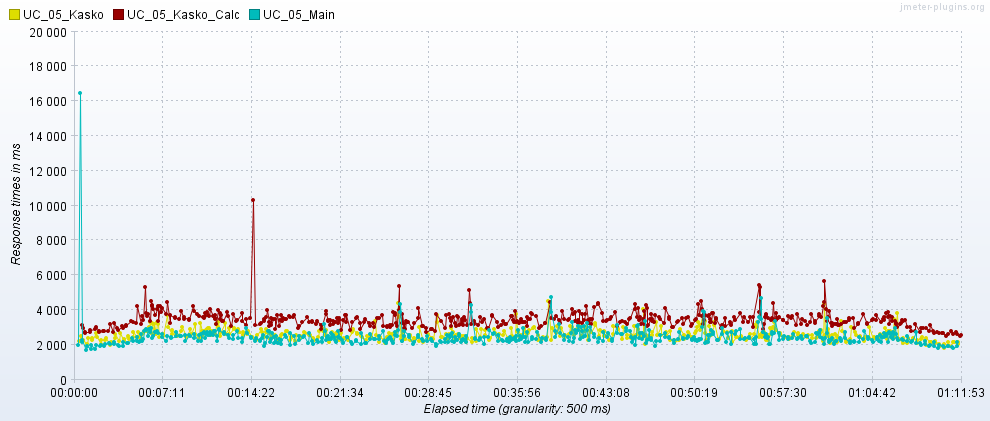 jmeter-plugins.org
UC_05_Kasko UC_05_Kasko_Calc UC_05_Main
20 000
18 000
16 000
14 000
12 000
10 000
8 000
6 000
4 000
2 000
0
Response times in ms
00:00:00 00:07:11 00:14:22 00:21:34 00:28:45 00:35:56 00:43:08 00:50:19 00:57:30 01:04:42 01:11:53
Elapsed time (granularity: 500 ms)